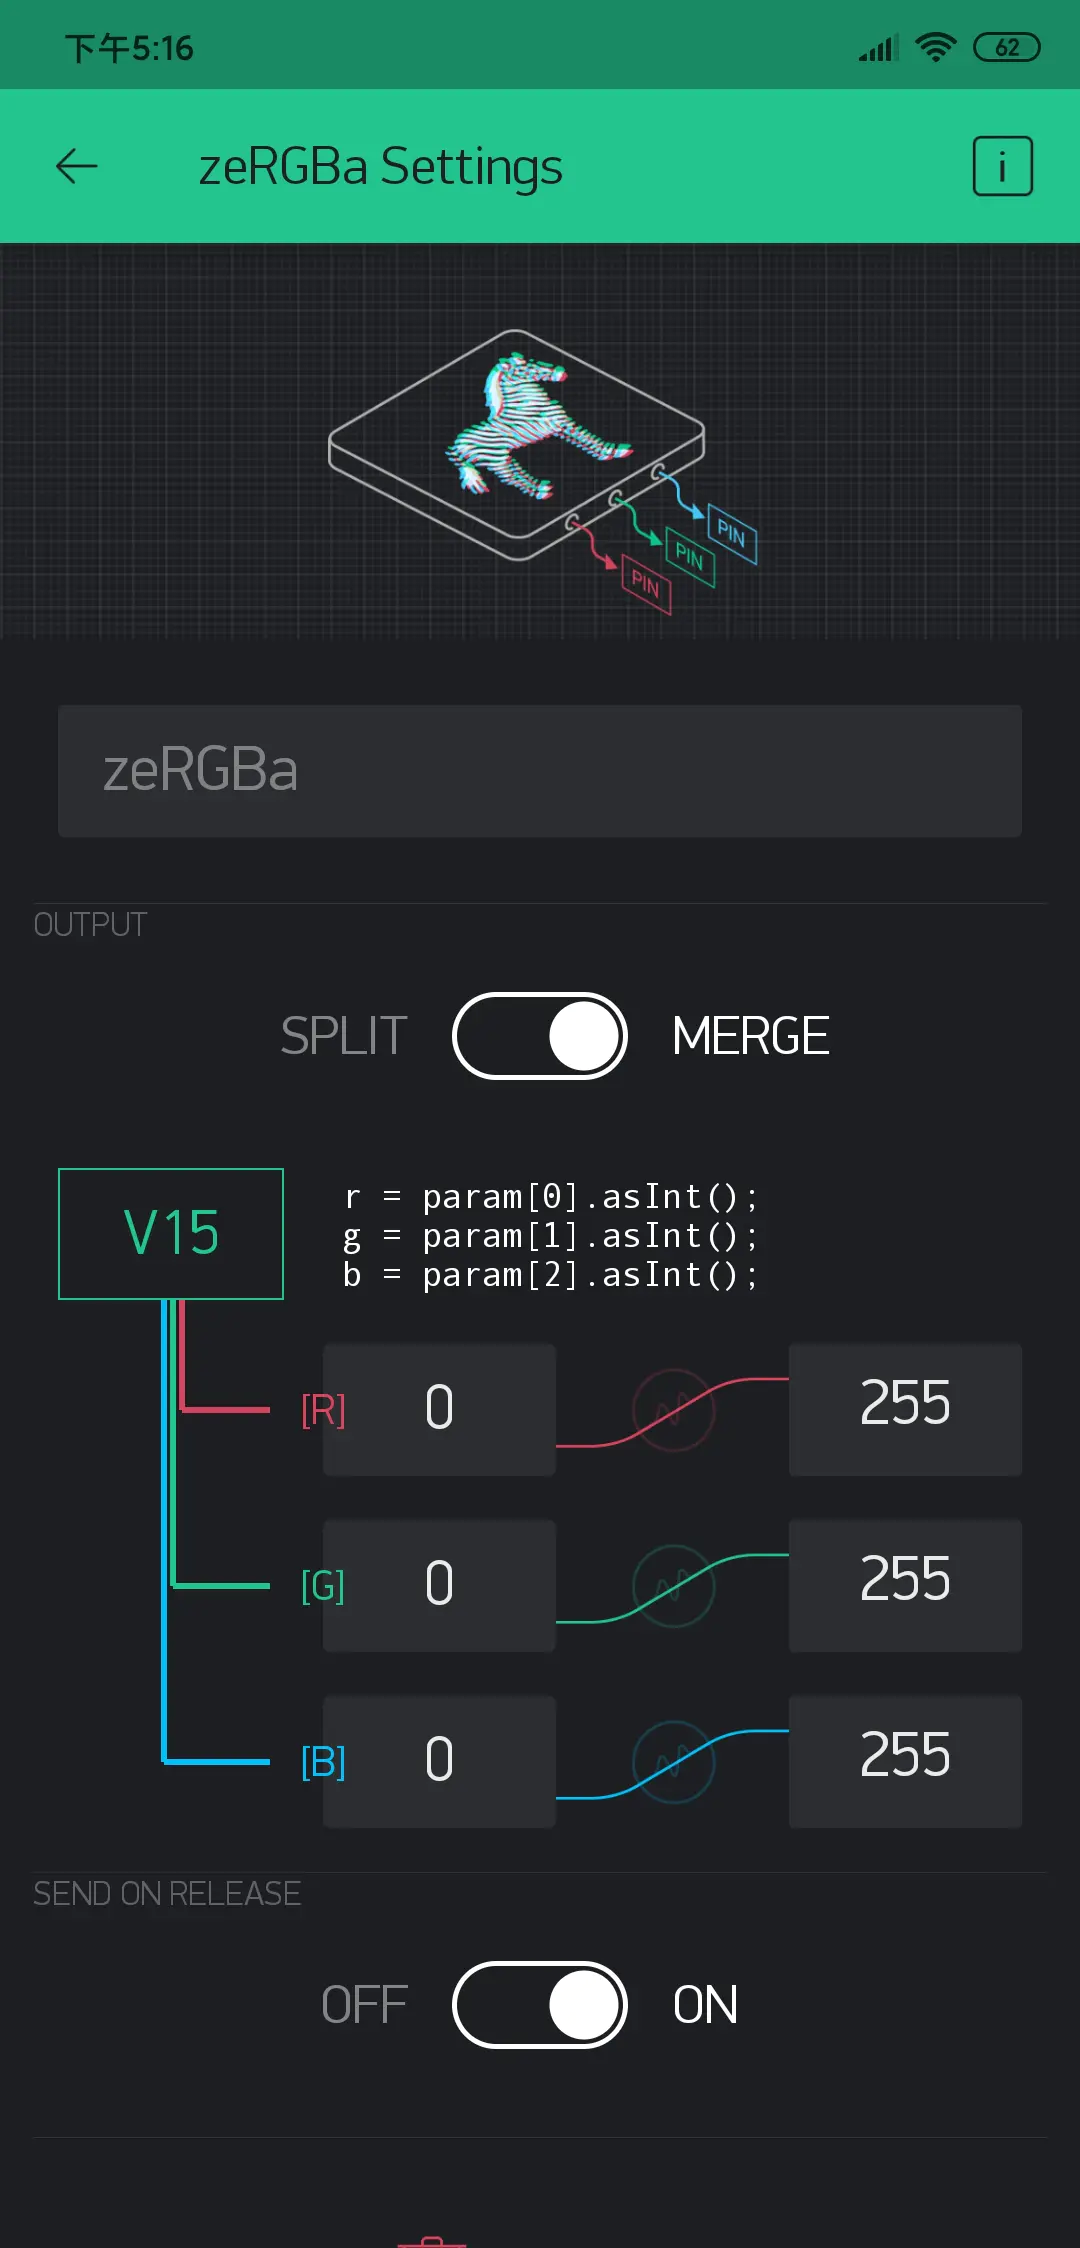 下午5:16
62
zeRGBa Settings
i
PIN
PIN
PIN
zeRGBa
OUTPUT
SPLIT MERGE
V15
r = param[0].asInt();
g = param[1].asInt();
b = param[2].asInt();
[R] 0 255
[G] 0 255
[B] 0 255
SEND ON RELEASE
OFF ON